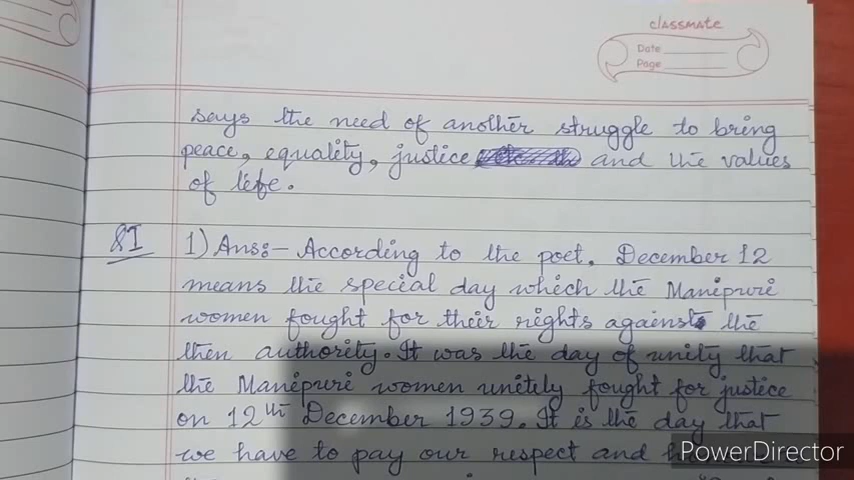 classmate
Date
Page
says the need of another struggle to bring
peace, equality, justice and the values
of life.
QI 1) Ans:- According to the poet, December 12
means the special day which the Manipuri
women fought for their rights against the
then authority. It was the day of unity that
the Manipuri women unitely fought for justice
on 12th December 1939. It is the day that
we have to pay our respect and
PowerDirector